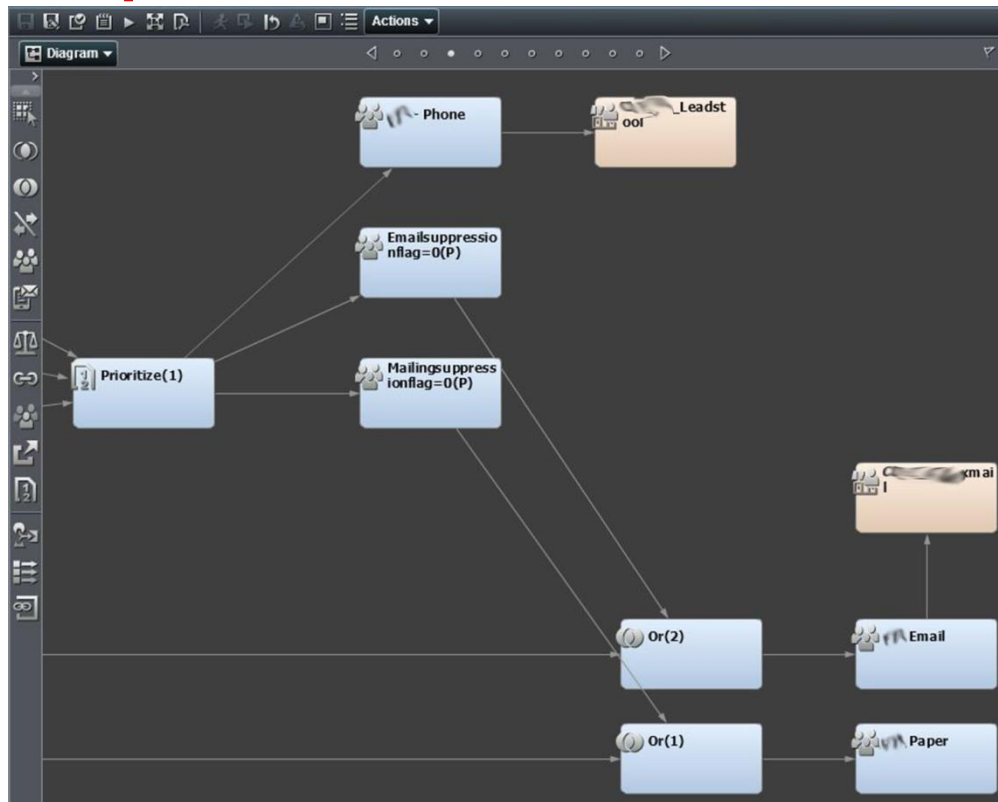 Actions
Diagram
- Phone
_Leadst
ool
Emailsuppressio
nflag=0(P)
Prioritize(1)
Mailingsuppress
ionflag=0(P)
mai
l
Or(2)
Email
Or(1)
Paper